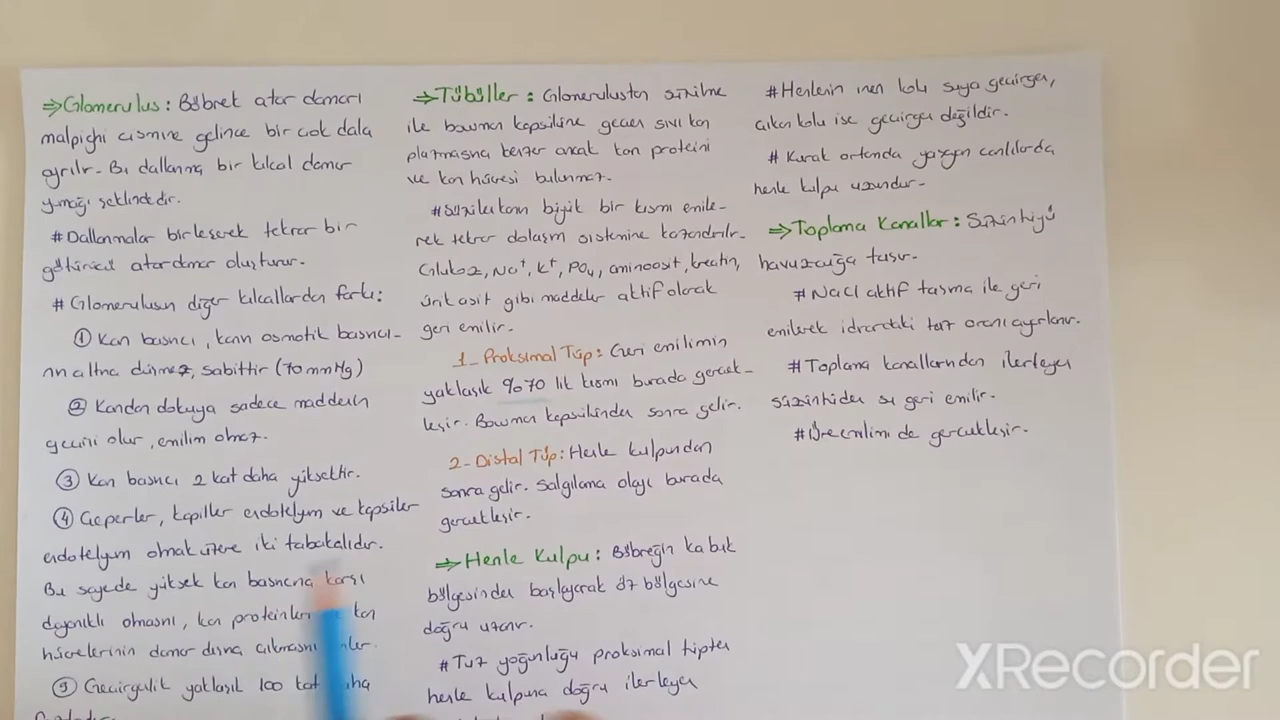 ⇒Glomerulus: Böbrek atar damarı
malpighi cismine gelince bir çok dala
ayrılır. Bu dallanma bir kılcal damar
yumağı şeklindedir.
#Dallanmalar birleşerek tekrar bir
götürücü atardamar oluşturur.
# Glomerulusun diğer kılcallardan farkı:
① Kan basıncı, kanın osmotik basıncı-
nın altına düşmez, sabittir (70 mmHg)
② Kandan dokuya sadece maddenin
geçişi olur, emilim olmaz.
③ Kan basıncı 2 kat daha yüksektir.
④ Çeperler, kapiller endotelyum ve kapsüler
endotelyum olmak üzere iki tabakalıdır.
Bu sayede yüksek kan basıncına karşı
dayanıklı olmasını, kan proteinleri kan
hücrelerinin damar dışına çıkmasını
⑤ Geçirgenlik yaklaşık 100 kat
⇒Tübüller: Glomerulustan süzülme
ile bowman kapsülüne geçen sıvı kan
plazmasına benzer ancak kan proteini
ve kan hücresi bulunmaz.
#Süzülenlerin büyük bir kısmı emile-
rek tekrar dolaşım sistemine kazandırılır.
Glukoz, Na⁺, K⁺, PO₄, aminoasit, kreatin,
ürik asit gibi maddeler aktif olarak
geri emilir.
1- Proksimal Tüp: Geri emilimin
yaklaşık %70 lik kısmı burada gerçek-
leşir. Bowman kapsülünden sonra gelir.
2- Distal Tüp: Henle kulpundan
sonra gelir. Salgılama olayı burada
gerçekleşir.
⇒ Henle Kulpu: Böbreğin kabuk
bölgesinden başlayarak öz bölgesine
doğru uzanır.
#Tuz yoğunluğu proksimal tüpten
henle kulpuna doğru ilerleyen
#Henlenin inen kolu suya geçirgen,
çıkan kolu ise geçirgen değildir.
# Kurak ortamda yaşayan canlılarda
henle kulpu uzundur.
⇒Toplama Kanalları: Süzüntüyü
havuzcuğa taşır.
#NaCl aktif taşıma ile geri
emilerek idrardaki tuz oranı ayarlanır.
#Toplama kanallarından ilerleyen
süzüntüden su geri emilir.
#Üre emilimi de gerçekleşir.
XRecorder